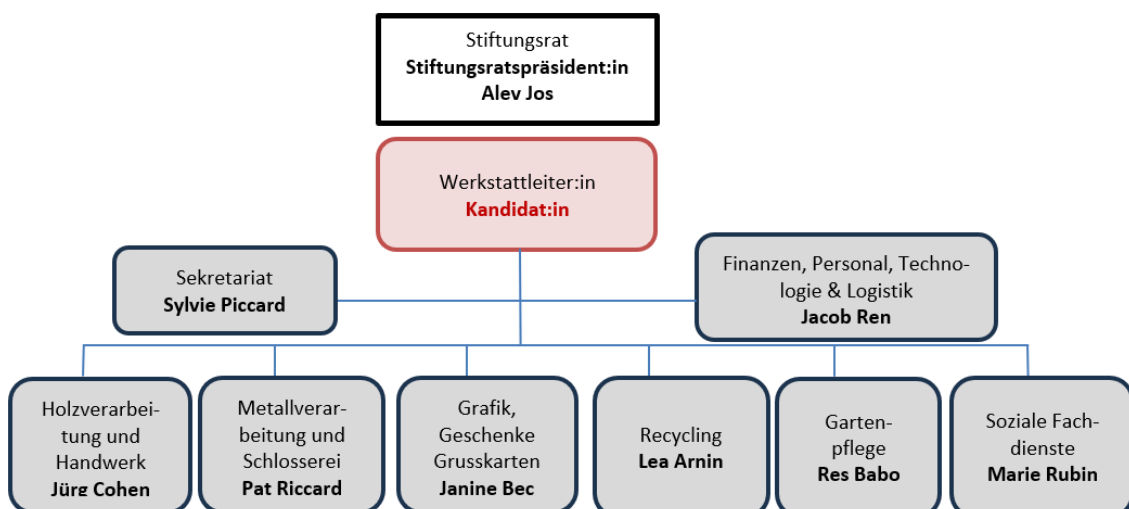 Stiftungsrat
Stiftungsratspräsident:in
Alev Jos
Werkstattleiter:in
Kandidat:in
Sekretariat
Sylvie Piccard
Finanzen, Personal, Techno-
logie & Logistik
Jacob Ren
Holzverarbei-
tung und
Handwerk
Jürg Cohen
Metallverar-
beitung und
Schlosserei
Pat Riccard
Grafik,
Geschenke
Grusskarten
Janine Bec
Recycling
Lea Arnin
Garten-
pflege
Res Babo
Soziale Fach-
dienste
Marie Rubin